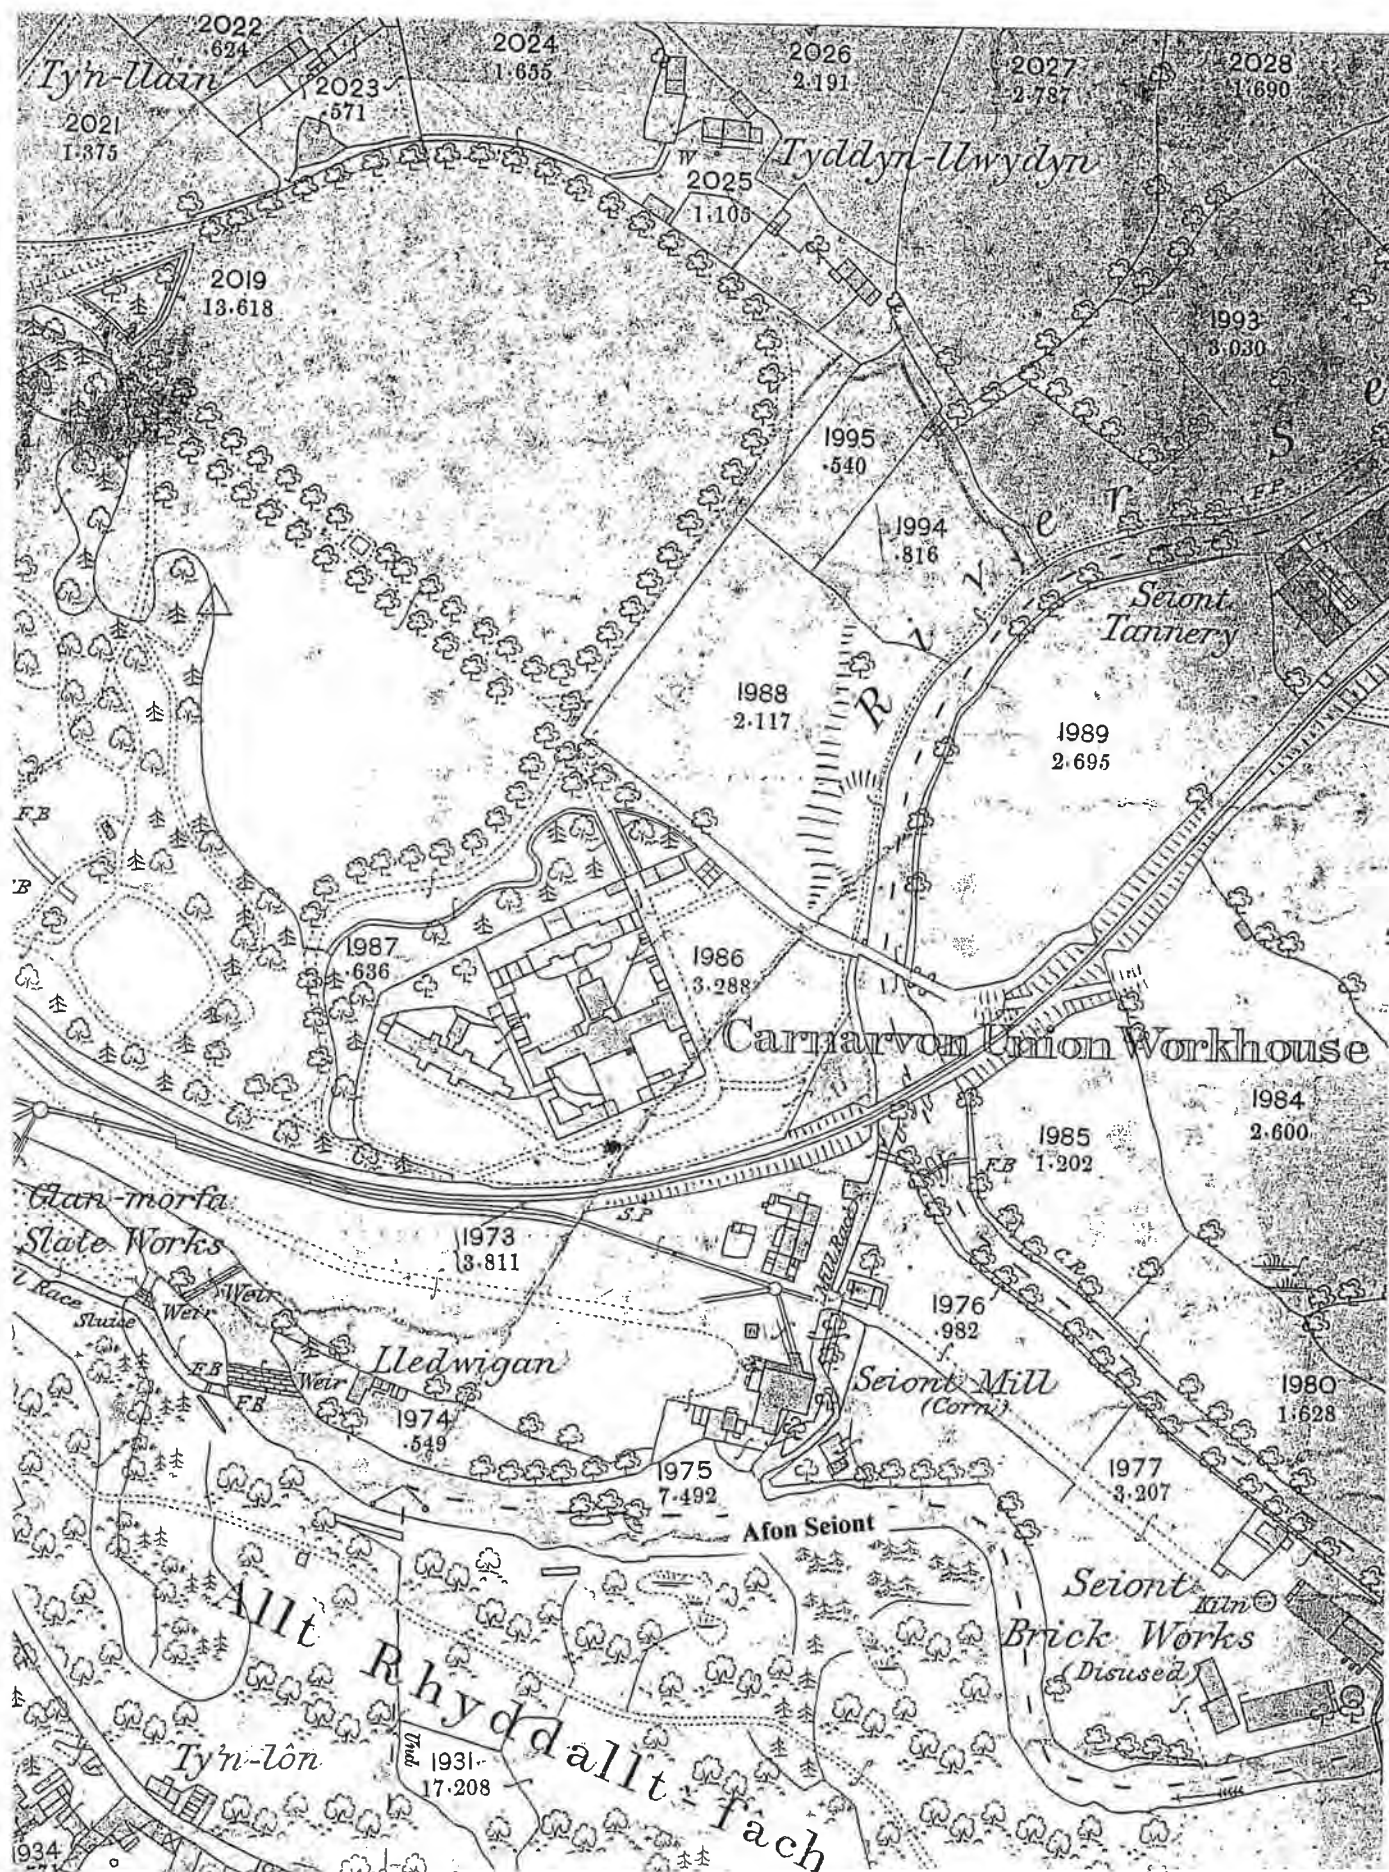 2022
·624
2024
1·655
2026
2·191
2027
2·787
2028
1·690
Ty'n-llain
2023
·571
2021
1·375
Tyddyn-llwydyn
W
2025
1·105
2019
13·618
1993
3·030
River Se
F.P.
1995
·540
1994
·816
Seiont
Tannery
1988
2·117
1989
2·695
F.B
1987
·636
1986
3·288
Carnarvon Union Workhouse
1984
2·600
1985
1·202
F.B
Glan-morfa
Slate Works
S.P
Mill Race
1973
3·811
C.R.
Race
Sluice
Weir
Weir
1976
·982
F.B
Weir
F.B
Lledwigan
Seiont Mill
(Corn)
1980
1·628
1974
·549
1975
7·492
1977
3·207
Afon Seiont
Seiont
Brick Works
(Disused)
Kiln
Allt Rhyddallt-fach
Ty'n-lôn
Und.
1931
17·208
1934